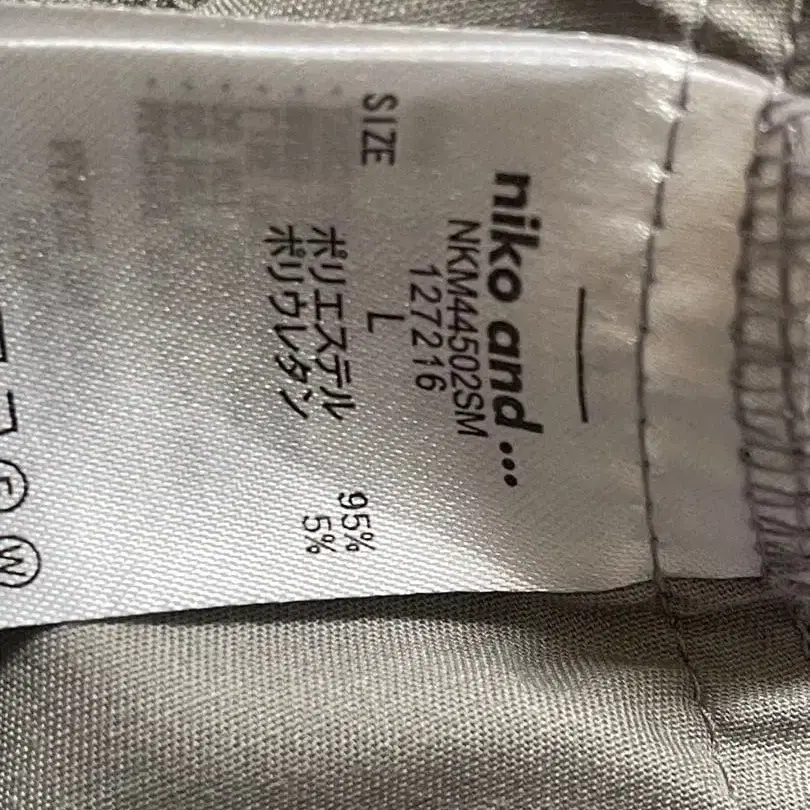 niko and ...
NKM44502SM
127216
SIZE L
ポリエステル 95%
ポリウレタン 5%
F W